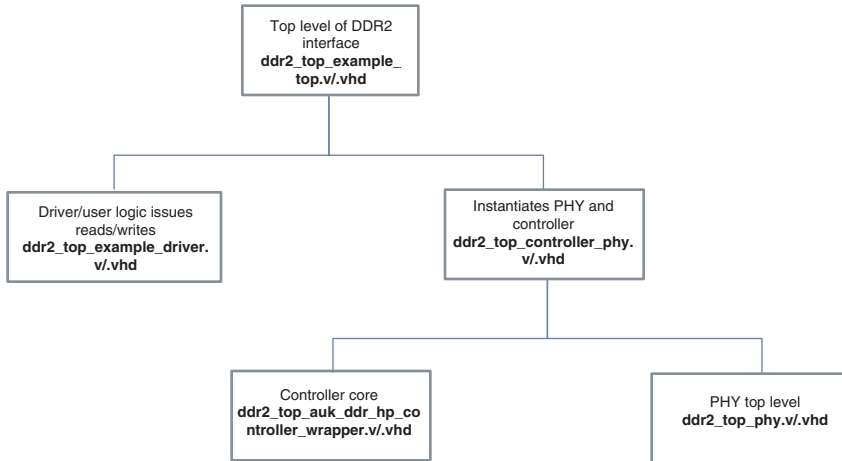 Top level of DDR2
interface
ddr2_top_example_
top.v/.vhd
Driver/user logic issues
reads/writes
ddr2_top_example_driver.
v/.vhd
Instantiates PHY and
controller
ddr2_top_controller_phy.
v/.vhd
Controller core
ddr2_top_auk_ddr_hp_co
ntroller_wrapper.v/.vhd
PHY top level
ddr2_top_phy.v/.vhd